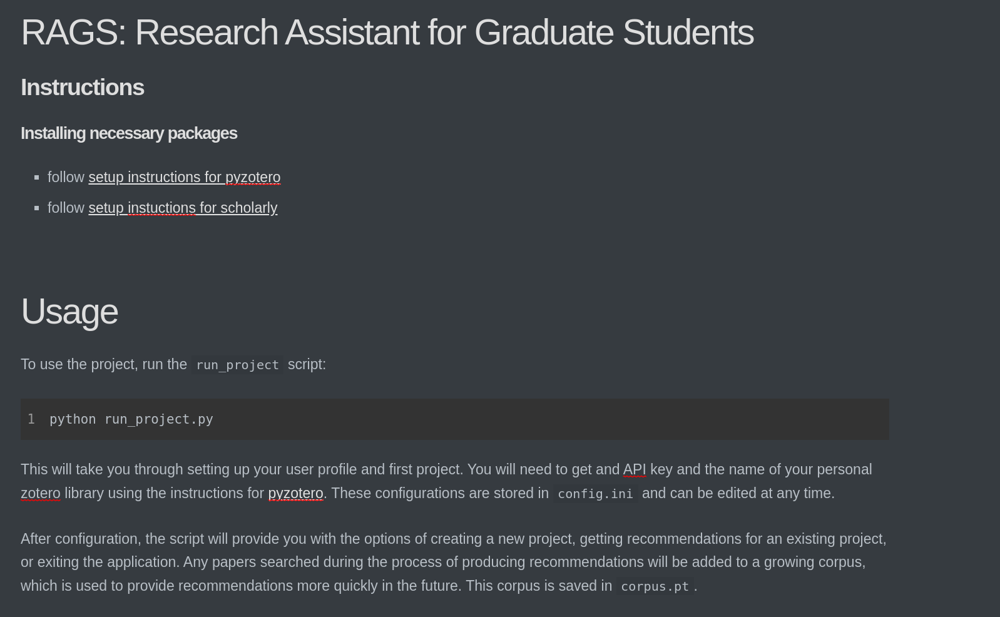 RAGS: Research Assistant for Graduate Students
Instructions
Installing necessary packages
follow setup instructions for pyzotero
follow setup instuctions for scholarly
Usage
To use the project, run the run_project script:
1 python run_project.py
This will take you through setting up your user profile and first project. You will need to get and API key and the name of your personal
zotero library using the instructions for pyzotero. These configurations are stored in config.ini and can be edited at any time.
After configuration, the script will provide you with the options of creating a new project, getting recommendations for an existing project,
or exiting the application. Any papers searched during the process of producing recommendations will be added to a growing corpus,
which is used to provide recommendations more quickly in the future. This corpus is saved in corpus.pt.